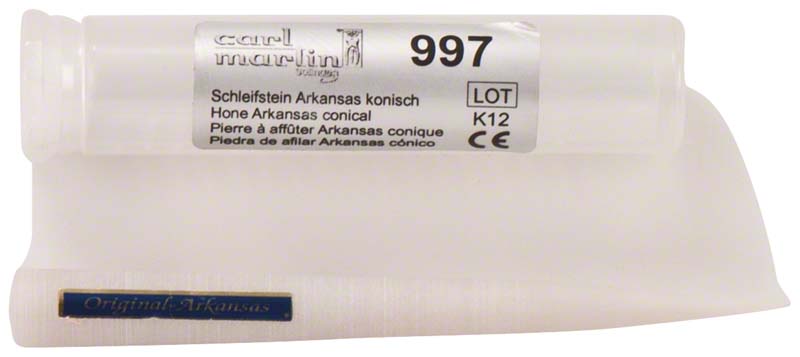 carl
martin
solingen
997
Schleifstein Arkansas konisch
Hone Arkansas conical
Pierre à affûter Arkansas conique
Piedra de afilar Arkansas cónico
LOT
K12
CE
Original-Arkansas